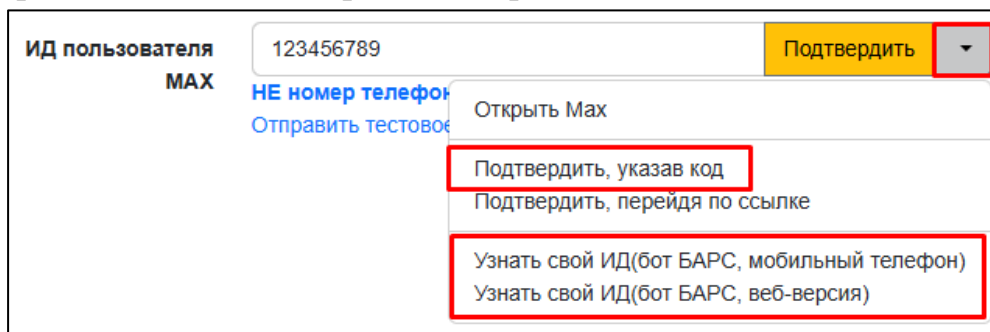 ИД пользователя MAX
123456789
Подтвердить
НЕ номер телефон
Отправить тестовое
Открыть Max
Подтвердить, указав код
Подтвердить, перейдя по ссылке
Узнать свой ИД(бот БАРС, мобильный телефон)
Узнать свой ИД(бот БАРС, веб-версия)